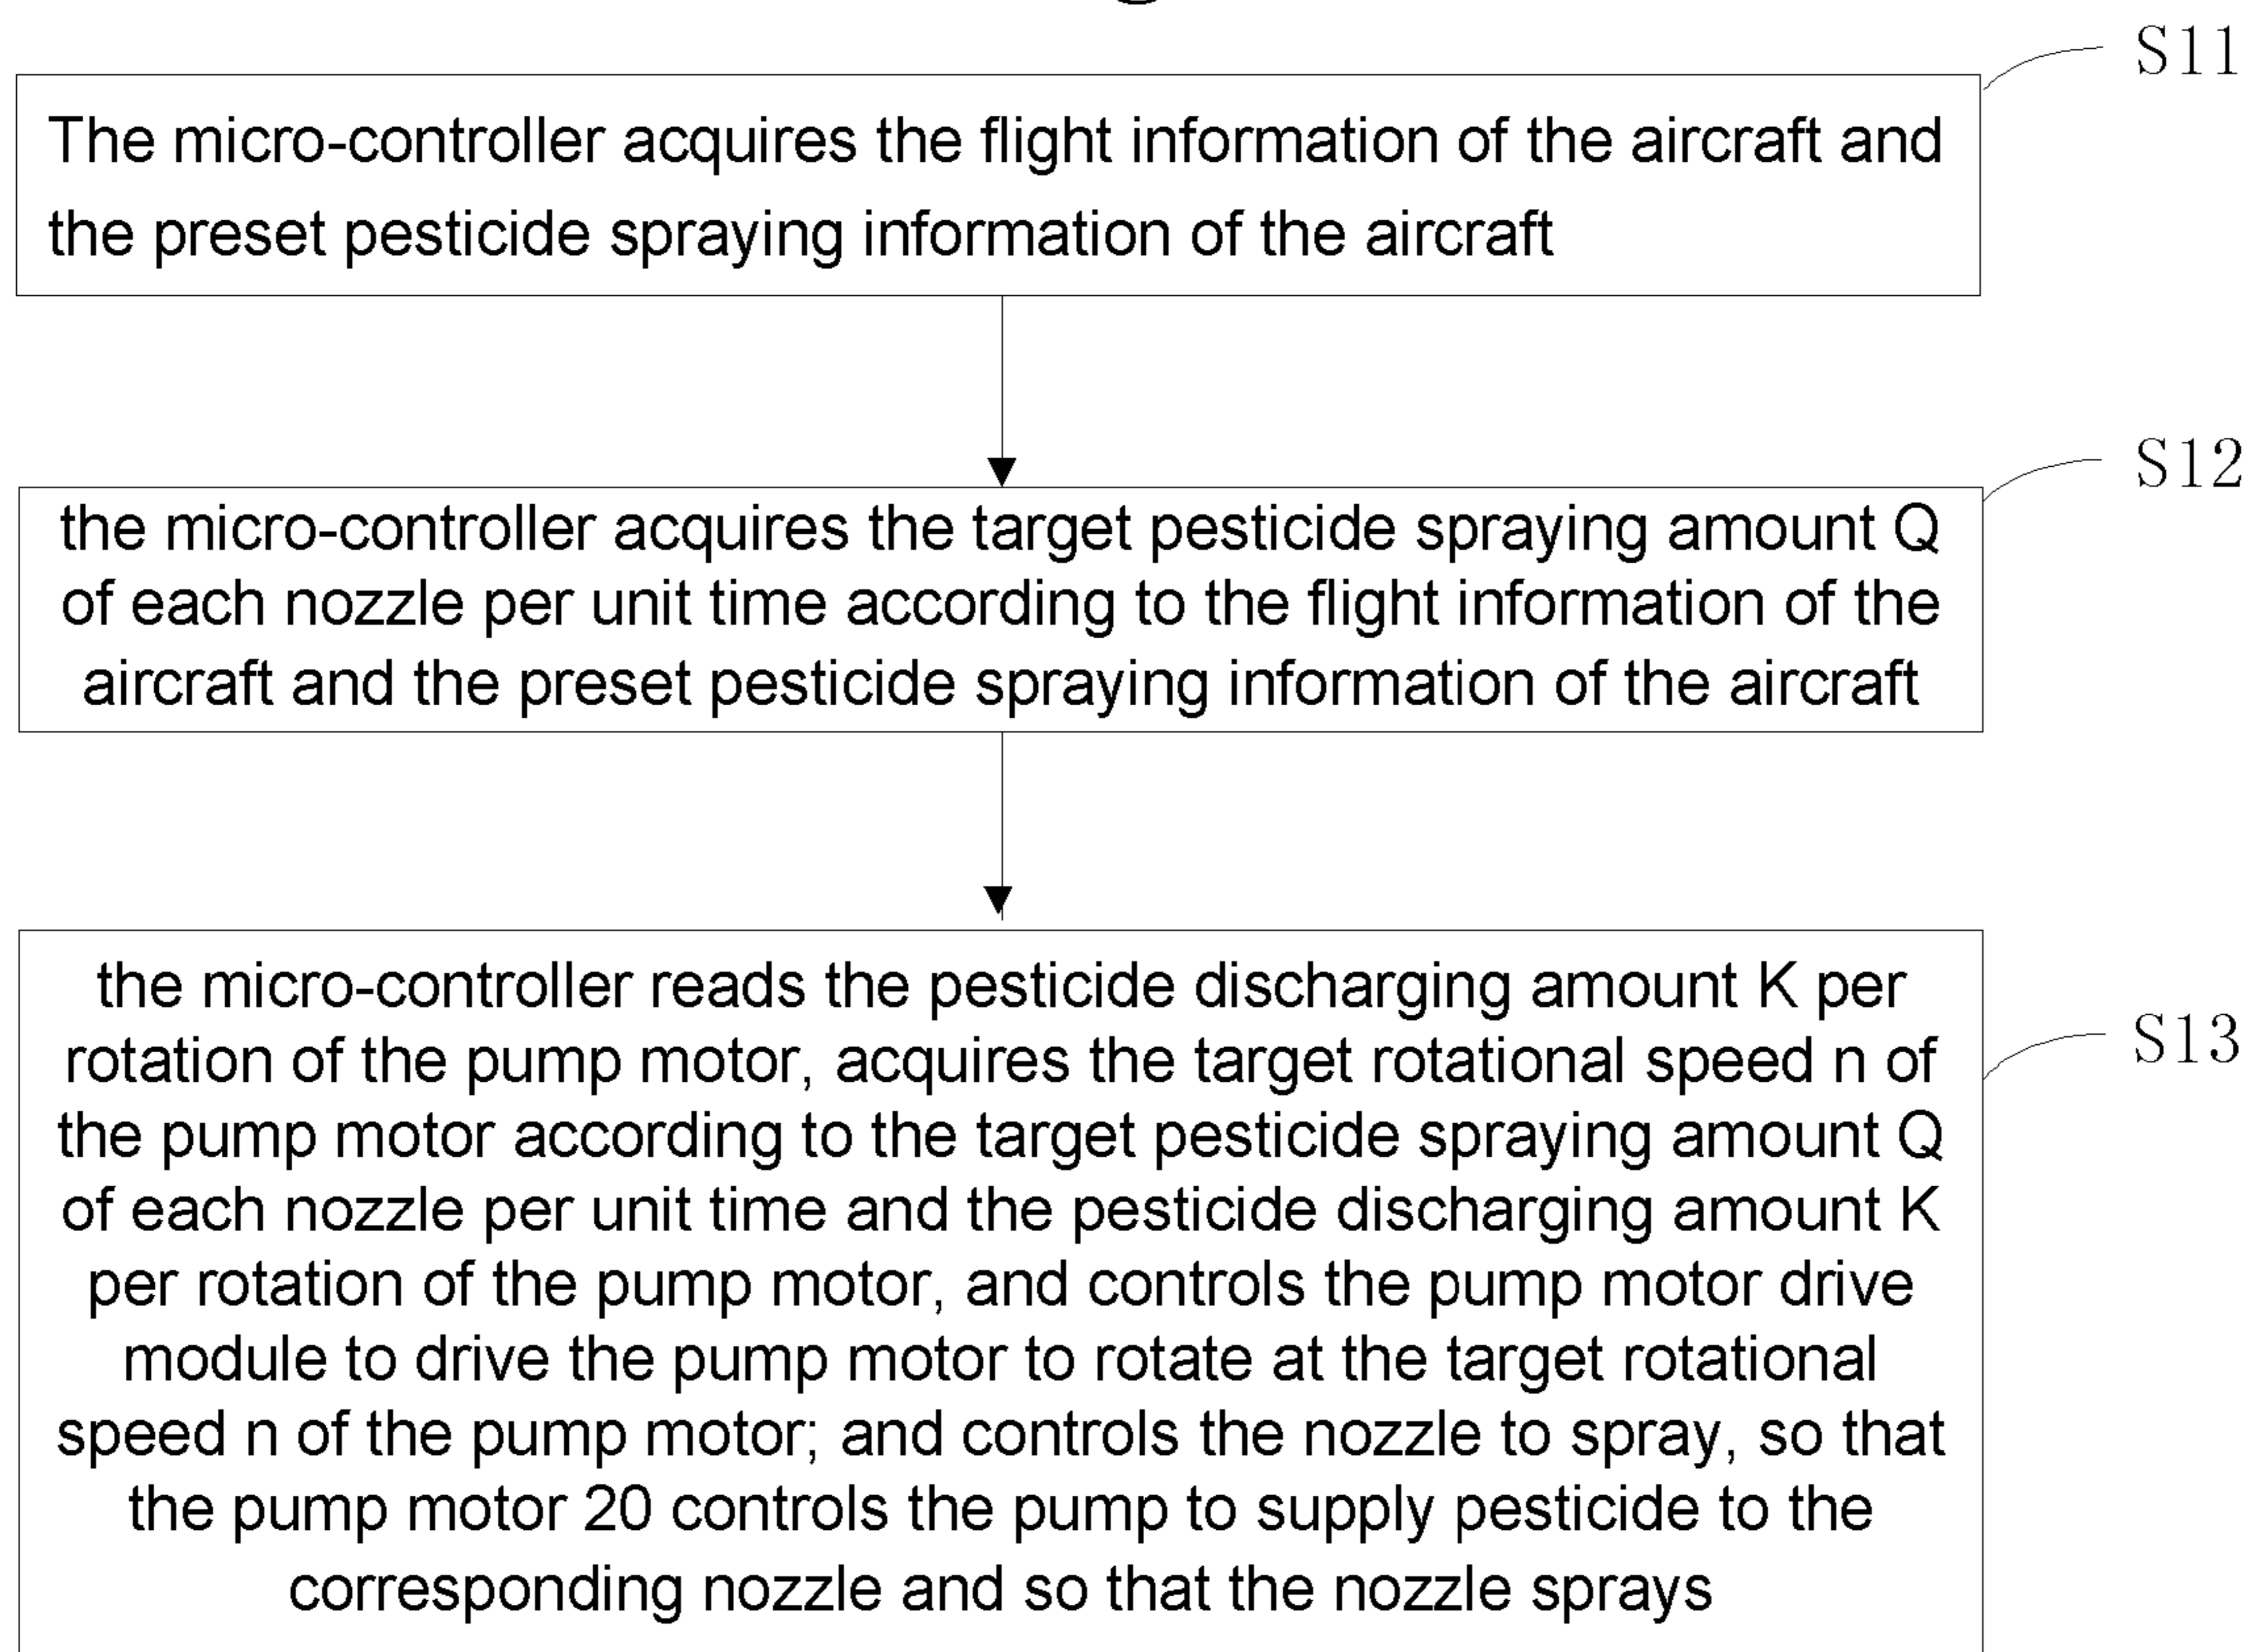 S11
The micro-controller acquires the flight information of the aircraft and
the preset pesticide spraying information of the aircraft
S12
the micro-controller acquires the target pesticide spraying amount Q
of each nozzle per unit time according to the flight information of the
aircraft and the preset pesticide spraying information of the aircraft
S13
the micro-controller reads the pesticide discharging amount K per
rotation of the pump motor, acquires the target rotational speed n of
the pump motor according to the target pesticide spraying amount Q
of each nozzle per unit time and the pesticide discharging amount K
per rotation of the pump motor, and controls the pump motor drive
module to drive the pump motor to rotate at the target rotational
speed n of the pump motor; and controls the nozzle to spray, so that
the pump motor 20 controls the pump to supply pesticide to the
corresponding nozzle and so that the nozzle sprays